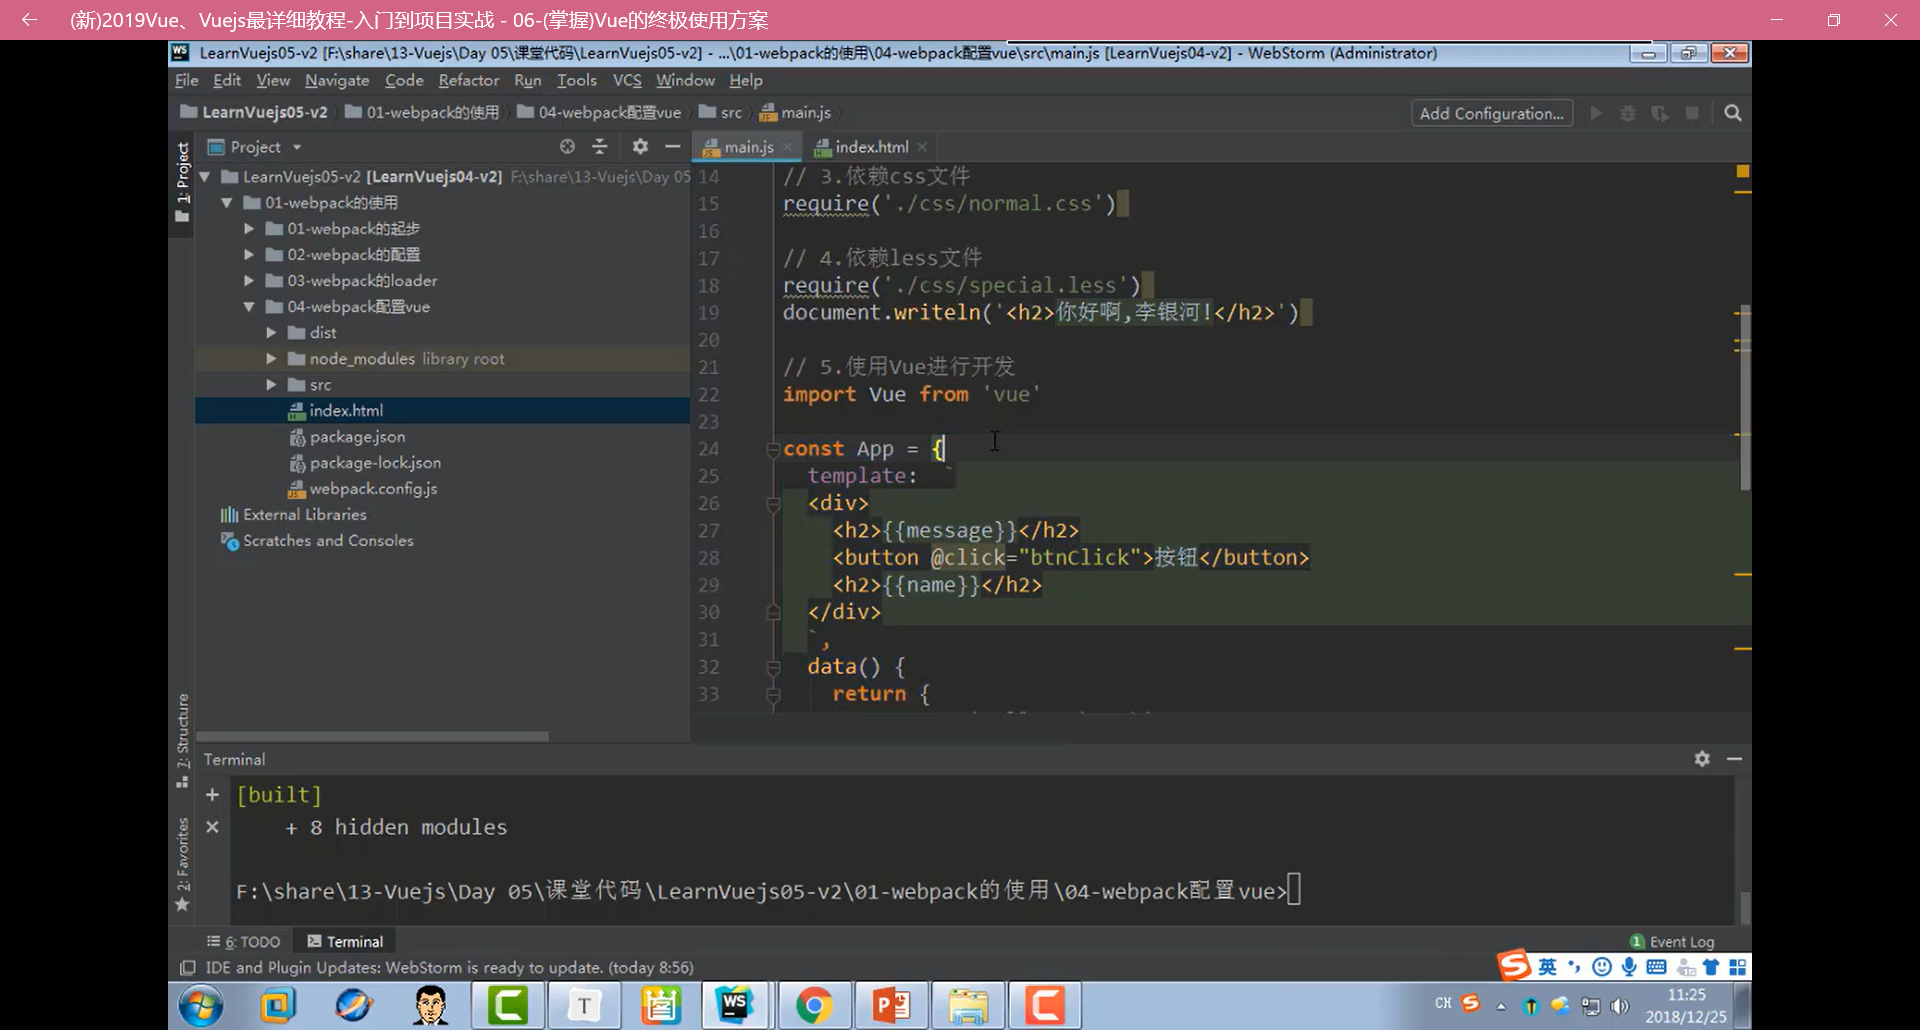 (新)2019Vue、Vuejs最详细教程-入门到项目实战 - 06-(掌握)Vue的终极使用方案
LearnVuejs05-v2 [F:\share\13-Vuejs\Day 05\课堂代码\LearnVuejs05-v2] - ...\01-webpack的使用\04-webpack配置vue\src\main.js [LearnVuejs04-v2] - WebStorm (Administrator)
File Edit View Navigate Code Refactor Run Tools VCS Window Help
LearnVuejs05-v2 01-webpack的使用 04-webpack配置vue src main.js Add Configuration...
1: Project
Project
LearnVuejs05-v2 [LearnVuejs04-v2] F:\share\13-Vuejs\Day 05
01-webpack的使用
01-webpack的起步
02-webpack的配置
03-webpack的loader
04-webpack配置vue
dist
node_modules library root
src
index.html
package.json
package-lock.json
webpack.config.js
External Libraries
Scratches and Consoles
main.js index.html
14 // 3.依赖css文件
15 require('./css/normal.css')
16
17 // 4.依赖less文件
18 require('./css/special.less')
19 document.writeln('<h2>你好啊,李银河!</h2>')
20
21 // 5.使用Vue进行开发
22 import Vue from 'vue'
23
24 const App = {
25 template: `
26 <div>
27 <h2>{{message}}</h2>
28 <button @click="btnClick">按钮</button>
29 <h2>{{name}}</h2>
30 </div>
31 `,
32 data() {
33 return {
7: Structure
2: Favorites
Terminal
[built]
+ 8 hidden modules
F:\share\13-Vuejs\Day 05\课堂代码\LearnVuejs05-v2\01-webpack的使用\04-webpack配置vue>
6: TODO Terminal 1 Event Log
IDE and Plugin Updates: WebStorm is ready to update. (today 8:56)
英
CH
11:25
2018/12/25